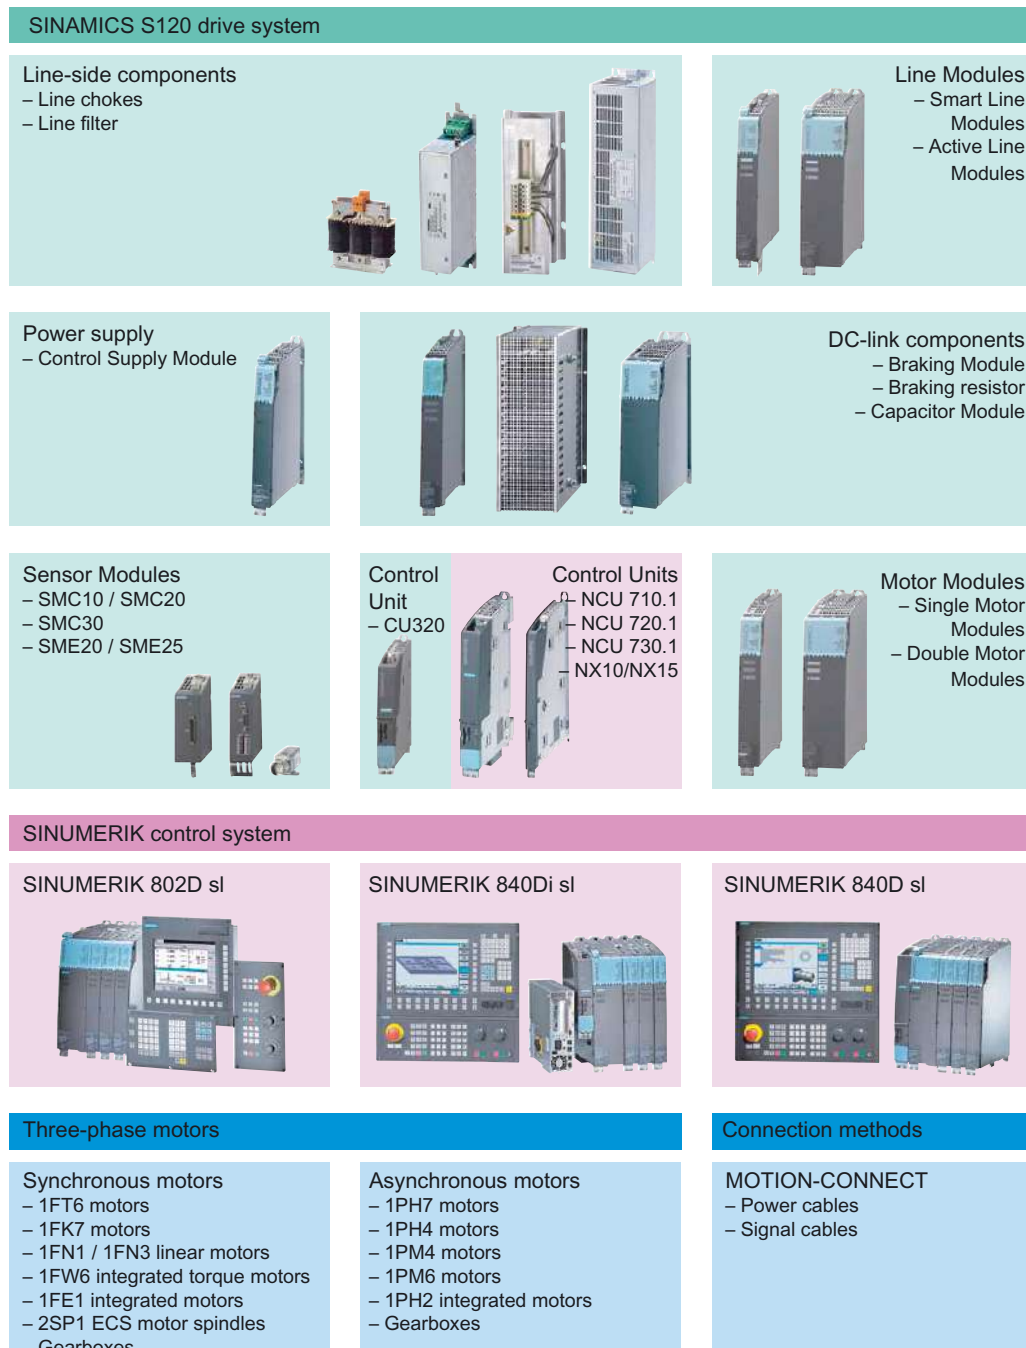 SINAMICS S120 drive system
Line-side components
– Line chokes
– Line filter
Line Modules
– Smart Line
Modules
– Active Line
Modules
Power supply
– Control Supply Module
DC-link components
– Braking Module
– Braking resistor
– Capacitor Module
Sensor Modules
– SMC10 / SMC20
– SMC30
– SME20 / SME25
Control
Unit
– CU320
Control Units
– NCU 710.1
– NCU 720.1
– NCU 730.1
– NX10/NX15
Motor Modules
– Single Motor
Modules
– Double Motor
Modules
SINUMERIK control system
SINUMERIK 802D sl
SINUMERIK 840Di sl
SINUMERIK 840D sl
Three-phase motors
Connection methods
Synchronous motors
– 1FT6 motors
– 1FK7 motors
– 1FN1 / 1FN3 linear motors
– 1FW6 integrated torque motors
– 1FE1 integrated motors
– 2SP1 ECS motor spindles
Gearboxes
Asynchronous motors
– 1PH7 motors
– 1PH4 motors
– 1PM4 motors
– 1PM6 motors
– 1PH2 integrated motors
– Gearboxes
MOTION-CONNECT
– Power cables
– Signal cables